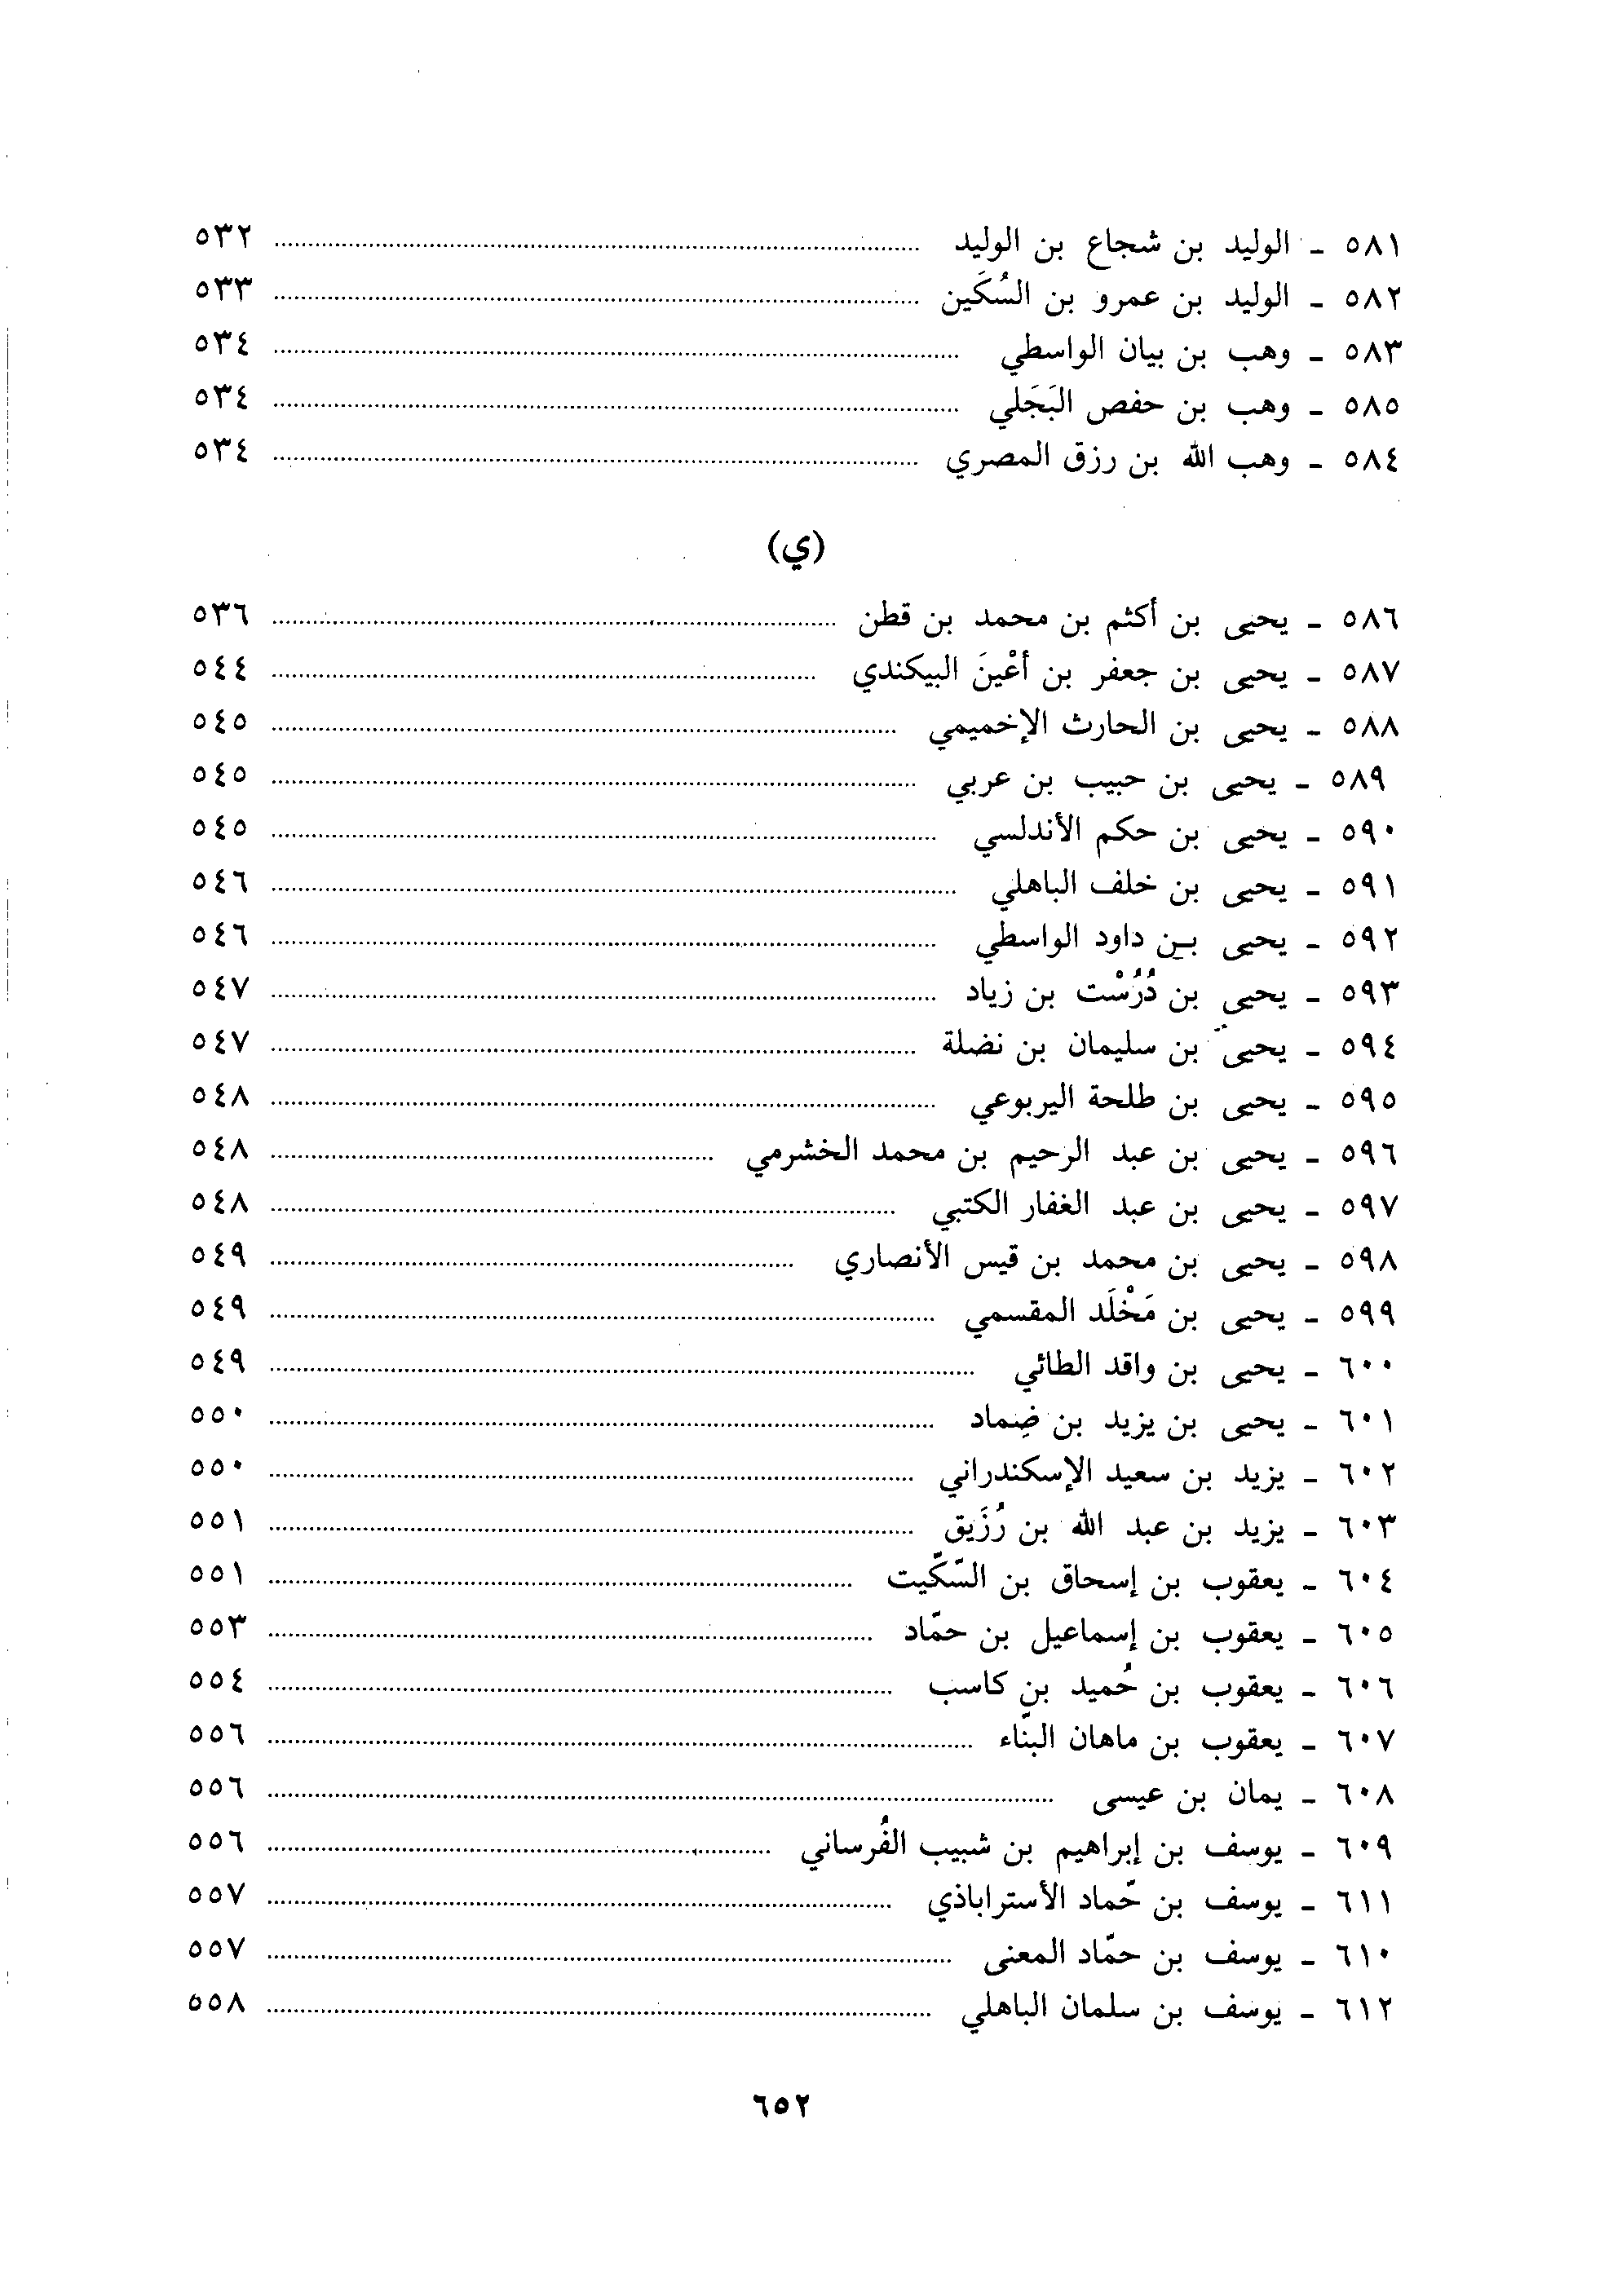 ٥٨١ - الوليد بن شجاع بن الوليد ........ ٥٣٢
٥٨٢ - الوليد بن عمرو بن السُكَين ........ ٥٣٣
٥٨٣ - وهب بن بيان الواسطي ........ ٥٣٤
٥٨٥ - وهب بن حفص البَجَلي ........ ٥٣٤
٥٨٤ - وهب الله بن رزق المصري ........ ٥٣٤
(ي)
٥٨٦ - يحيى بن أكثم بن محمد بن قطن ........ ٥٣٦
٥٨٧ - يحيى بن جعفر بن أعْينَ البيكندي ........ ٥٤٤
٥٨٨ - يحيى بن الحارث الإخميمي ........ ٥٤٥
٥٨٩ - يحيى بن حبيب بن عربي ........ ٥٤٥
٥٩٠ - يحيى بن حكم الأندلسي ........ ٥٤٥
٥٩١ - يحيى بن خلف الباهلي ........ ٥٤٦
٥٩٢ - يحيى بن داود الواسطي ........ ٥٤٦
٥٩٣ - يحيى بن دُرُسْت بن زياد ........ ٥٤٧
٥٩٤ - يحيى بن سليمان بن نضلة ........ ٥٤٧
٥٩٥ - يحيى بن طلحة اليربوعي ........ ٥٤٨
٥٩٦ - يحيى بن عبد الرحيم بن محمد الخشرمي ........ ٥٤٨
٥٩٧ - يحيى بن عبد الغفار الكتبي ........ ٥٤٨
٥٩٨ - يحيى بن محمد بن قيس الأنصاري ........ ٥٤٩
٥٩٩ - يحيى بن مَخْلَد المقسمي ........ ٥٤٩
٦٠٠ - يحيى بن واقد الطائي ........ ٥٤٩
٦٠١ - يحيى بن يزيد بن ضِماد ........ ٥٥٠
٦٠٢ - يزيد بن سعيد الإسكندراني ........ ٥٥٠
٦٠٣ - يزيد بن عبد الله بن رُزَيق ........ ٥٥١
٦٠٤ - يعقوب بن إسحاق بن السّكّيت ........ ٥٥١
٦٠٥ - يعقوب بن إسماعيل بن حمّاد ........ ٥٥٣
٦٠٦ - يعقوب بن حُميد بن كاسب ........ ٥٥٤
٦٠٧ - يعقوب بن ماهان البنّاء ........ ٥٥٦
٦٠٨ - يمان بن عيسى ........ ٥٥٦
٦٠٩ - يوسف بن إبراهيم بن شبيب الفُرساني ........ ٥٥٦
٦١١ - يوسف بن حّماد الأستراباذي ........ ٥٥٧
٦١٠ - يوسف بن حمّاد المعنى ........ ٥٥٧
٦١٢ - يوسف بن سلمان الباهلي ........ ٥٥٨
٦٥٢